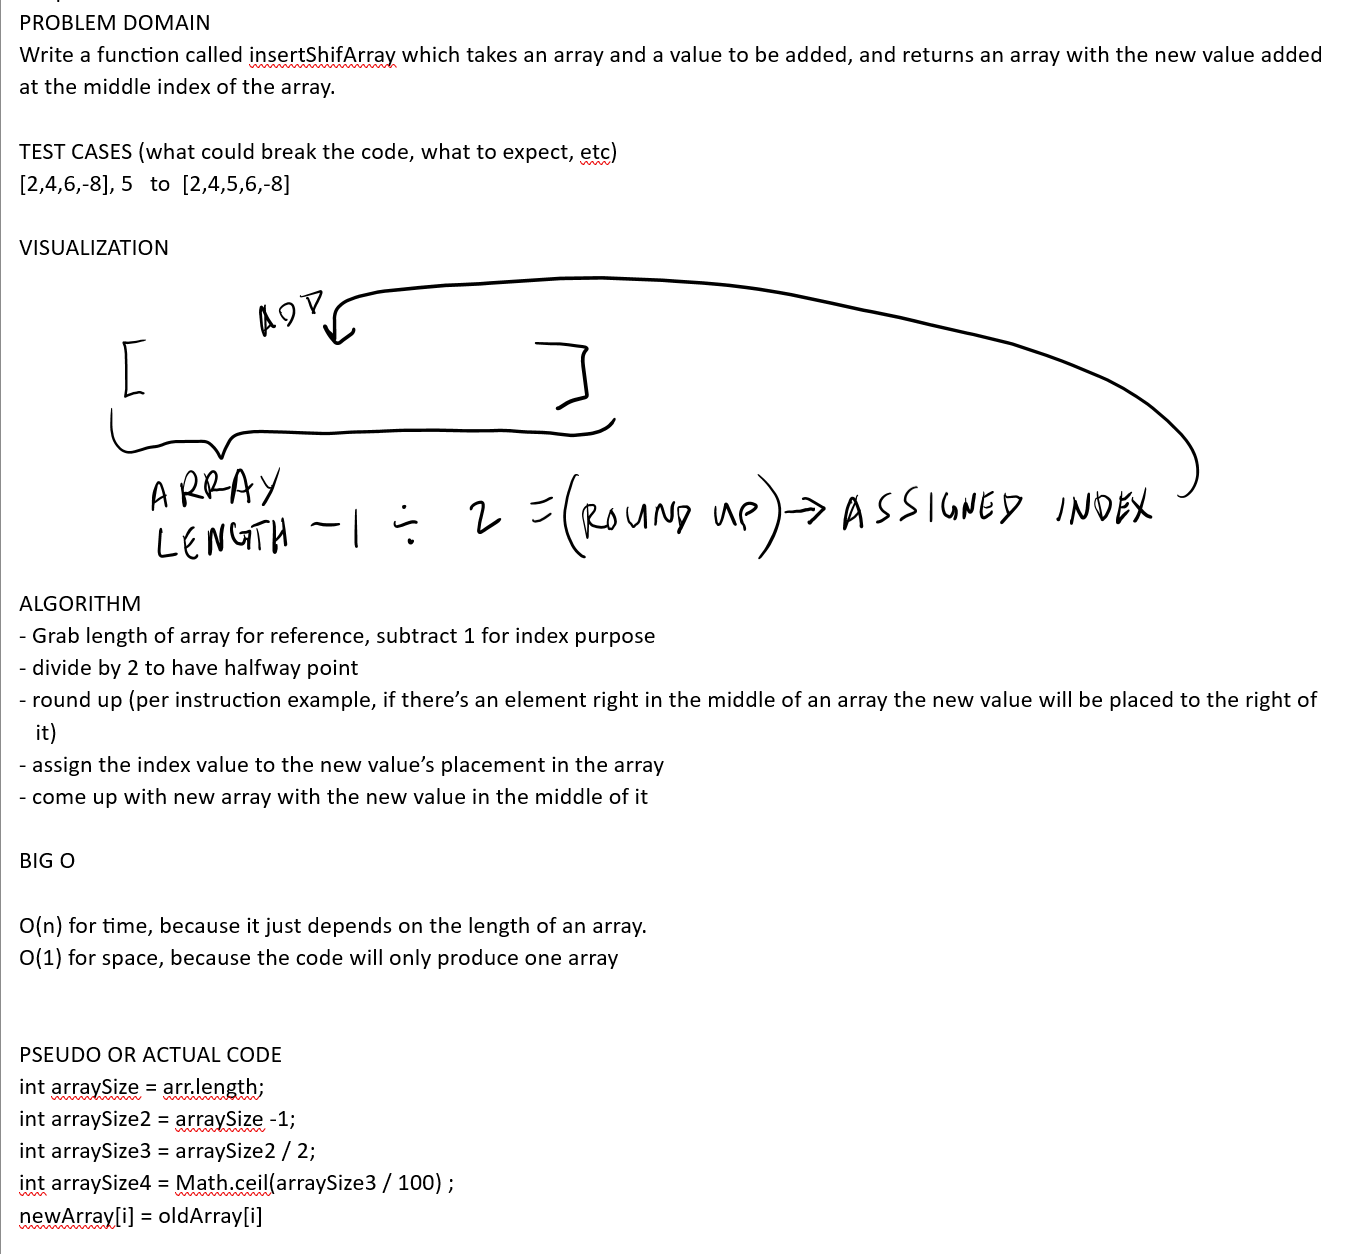 PROBLEM DOMAIN
Write a function called insertShifArray which takes an array and a value to be added, and returns an array with the new value added
at the middle index of the array.
TEST CASES (what could break the code, what to expect, etc)
[2,4,6,-8], 5 to [2,4,5,6,-8]
VISUALIZATION
ADD
[ ]
ARRAY
LENGTH -1 ÷ 2 = (ROUND UP) → ASSIGNED INDEX
ALGORITHM
- Grab length of array for reference, subtract 1 for index purpose
- divide by 2 to have halfway point
- round up (per instruction example, if there’s an element right in the middle of an array the new value will be placed to the right of
it)
- assign the index value to the new value’s placement in the array
- come up with new array with the new value in the middle of it
BIG O
O(n) for time, because it just depends on the length of an array.
O(1) for space, because the code will only produce one array
PSEUDO OR ACTUAL CODE
int arraySize = arr.length;
int arraySize2 = arraySize -1;
int arraySize3 = arraySize2 / 2;
int arraySize4 = Math.ceil(arraySize3 / 100) ;
newArray[i] = oldArray[i]